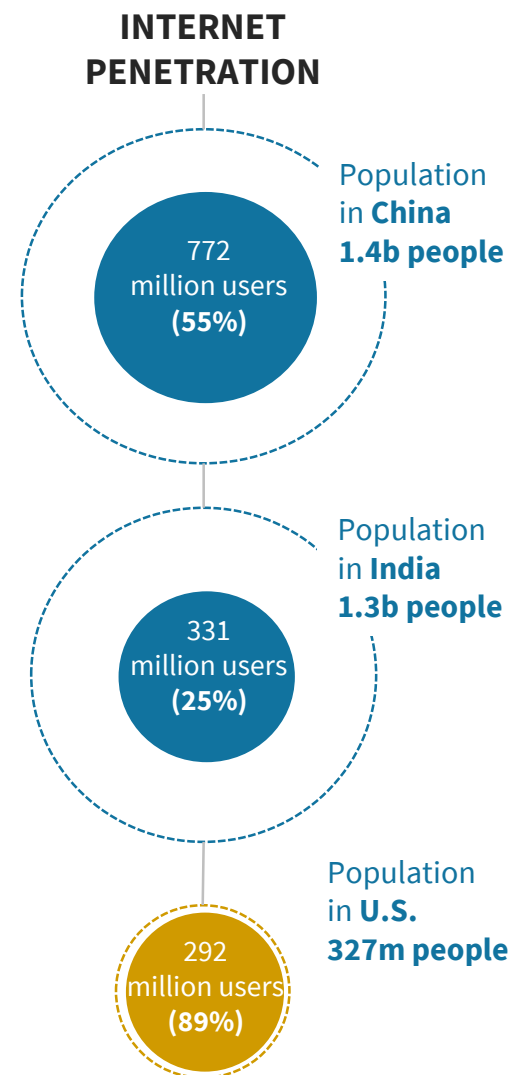 INTERNET
PENETRATION
Population
in China
1.4b people
772
million users
(55%)
Population
in India
1.3b people
331
million users
(25%)
Population
in U.S.
327m people
292
million users
(89%)